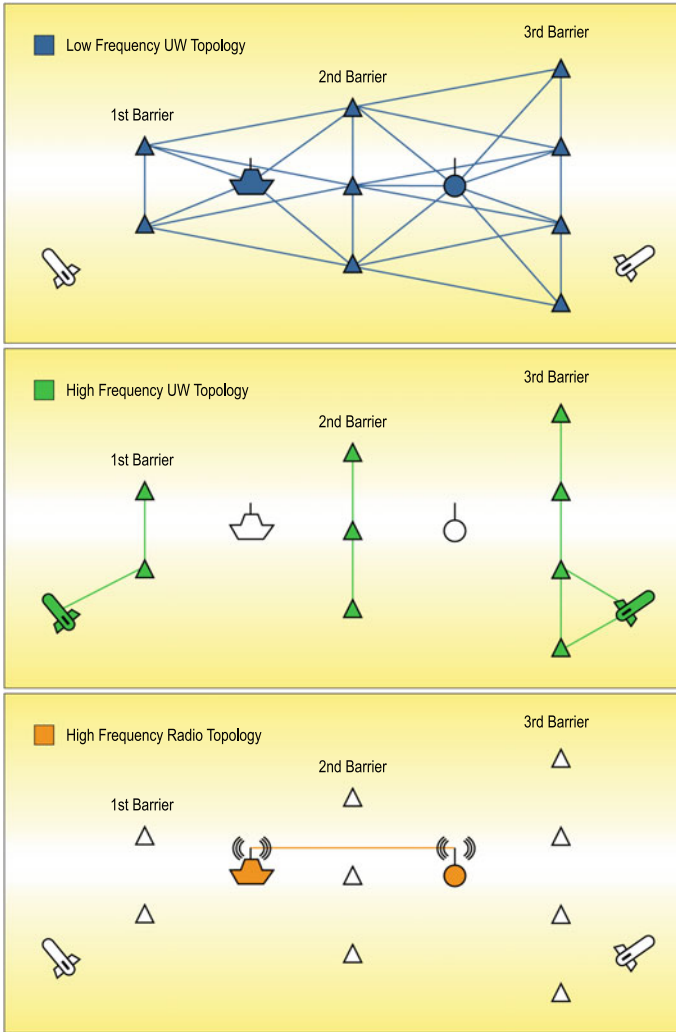 Low Frequency UW Topology
3rd Barrier
2nd Barrier
1st Barrier
High Frequency UW Topology
3rd Barrier
2nd Barrier
1st Barrier
High Frequency Radio Topology
3rd Barrier
2nd Barrier
1st Barrier